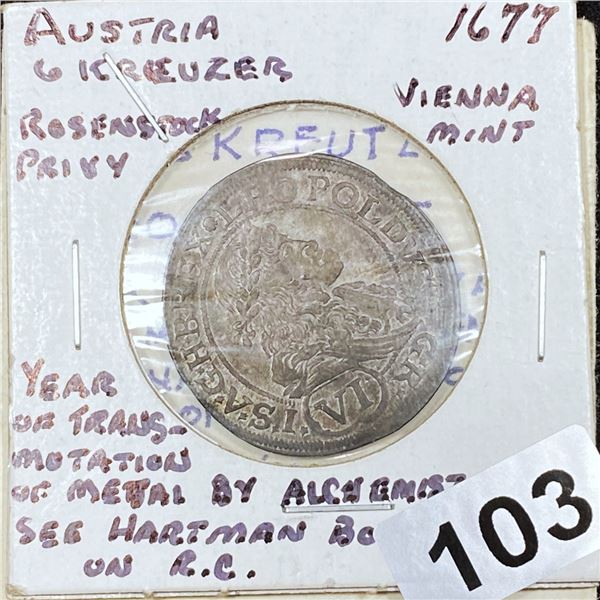 AUSTRIA 1677
6 KREUZER
VIENNA
MINT
ROSENSTOCK
PRIVY
KREUTZ
LEOPOLDVS
VI
YEAR
OF TRANS-
MUTATION
OF METAL BY ALCHEMIST
SEE HARTMAN BO
ON R.C.
103